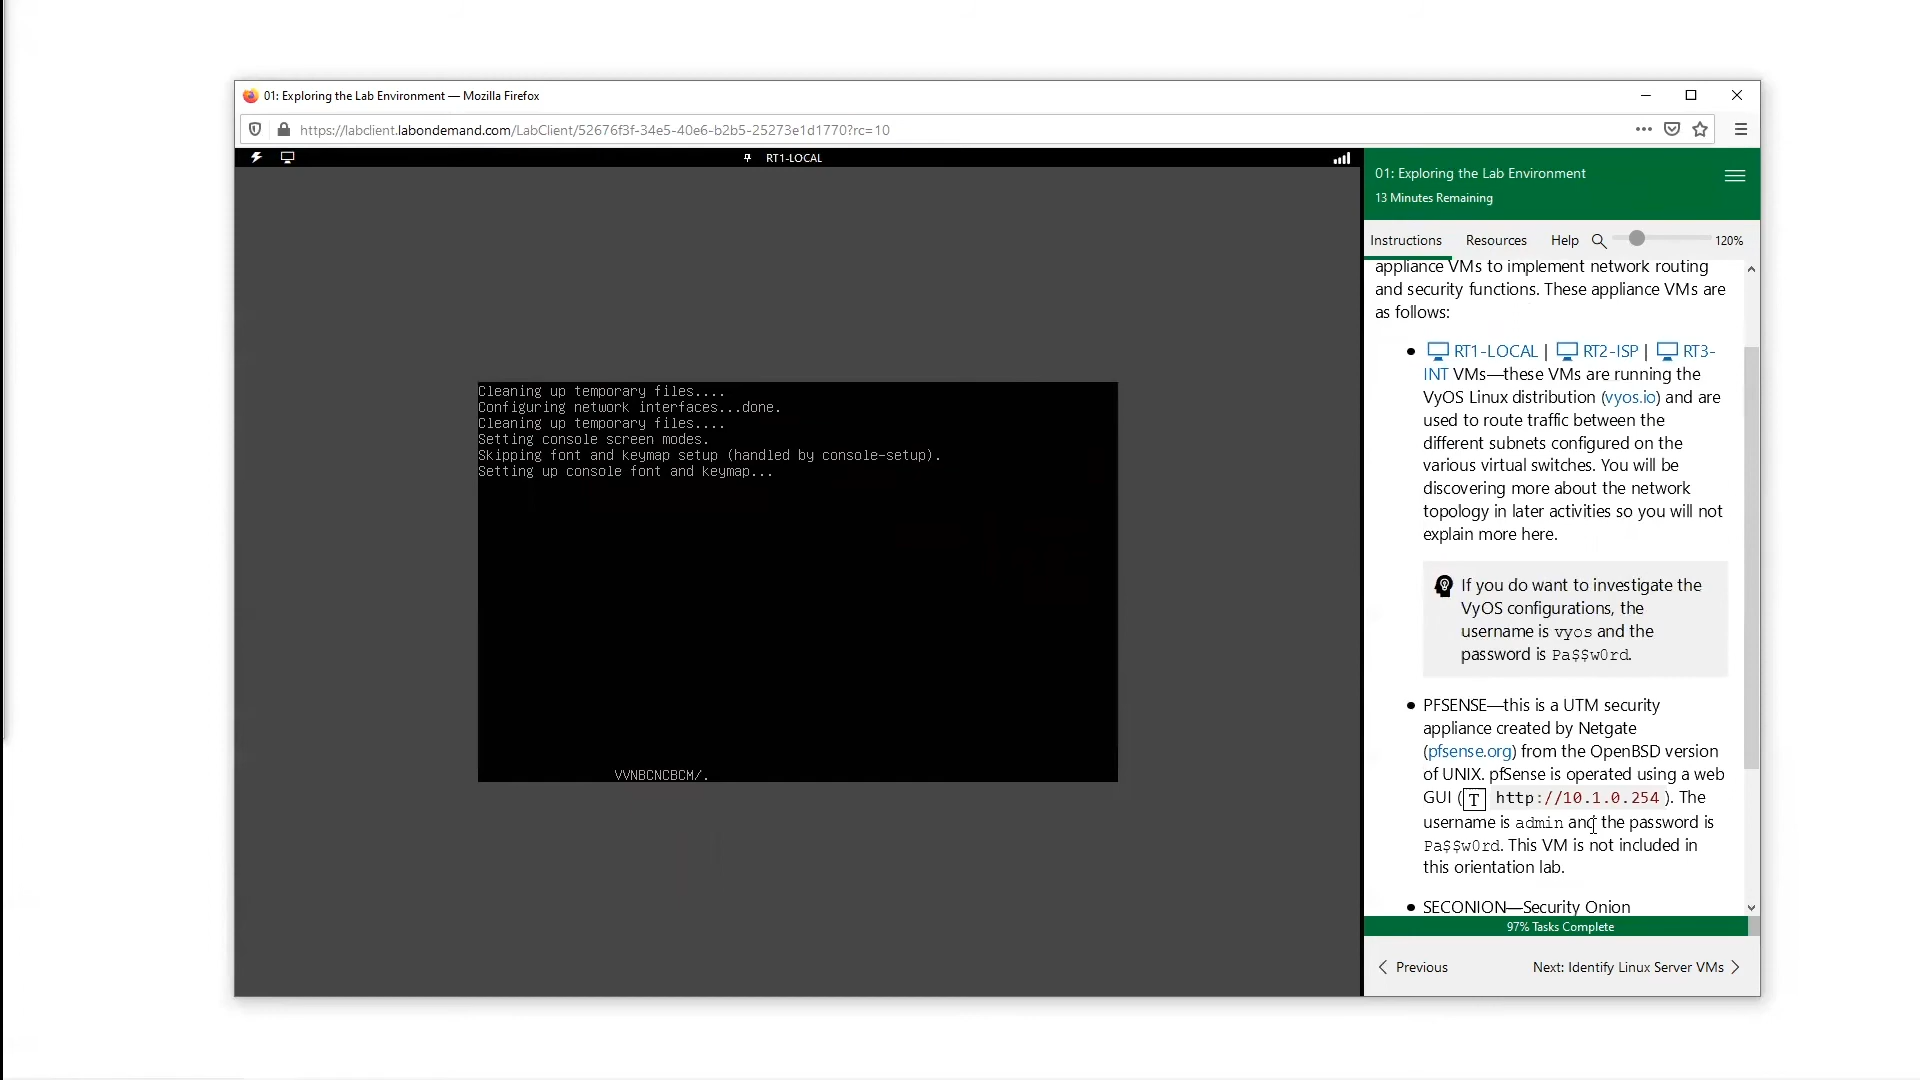 01: Exploring the Lab Environment — Mozilla Firefox
https://labclient.labondemand.com/LabClient/52676f3f-34e5-40e6-b2b5-25273e1d1770?rc=10
RT1-LOCAL
Cleaning up temporary files....
Configuring network interfaces...done.
Cleaning up temporary files....
Setting console screen modes.
Skipping font and keymap setup (handled by console-setup).
Setting up console font and keymap...
VVNBCNCBCM/.
01: Exploring the Lab Environment
13 Minutes Remaining
Instructions Resources Help 120%
appliance VMs to implement network routing
and security functions. These appliance VMs are
as follows:
● RT1-LOCAL | RT2-ISP | RT3-
INT VMs—these VMs are running the
VyOS Linux distribution (vyos.io) and are
used to route traffic between the
different subnets configured on the
various virtual switches. You will be
discovering more about the network
topology in later activities so you will not
explain more here.
If you do want to investigate the
VyOS configurations, the
username is vyos and the
password is Pa$$w0rd.
● PFSENSE—this is a UTM security
appliance created by Netgate
(pfsense.org) from the OpenBSD version
of UNIX. pfSense is operated using a web
GUI (T http://10.1.0.254 ). The
username is admin and the password is
Pa$$w0rd. This VM is not included in
this orientation lab.
● SECONION—Security Onion
97% Tasks Complete
Previous Next: Identify Linux Server VMs